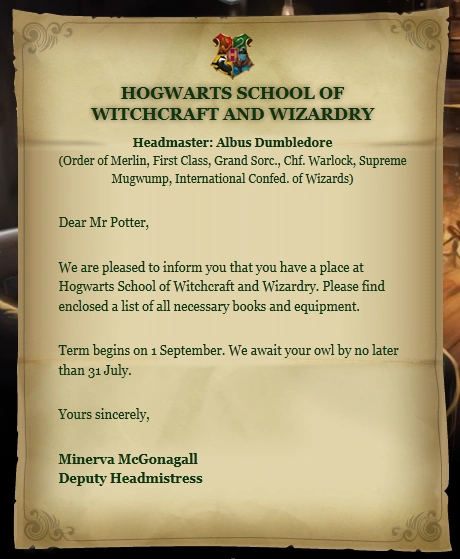 HOGWARTS SCHOOL OF
WITCHCRAFT AND WIZARDRY
Headmaster: Albus Dumbledore
(Order of Merlin, First Class, Grand Sorc., Chf. Warlock, Supreme
Mugwump, International Confed. of Wizards)
Dear Mr Potter,
We are pleased to inform you that you have a place at
Hogwarts School of Witchcraft and Wizardry. Please find
enclosed a list of all necessary books and equipment.
Term begins on 1 September. We await your owl by no later
than 31 July.
Yours sincerely,
Minerva McGonagall
Deputy Headmistress